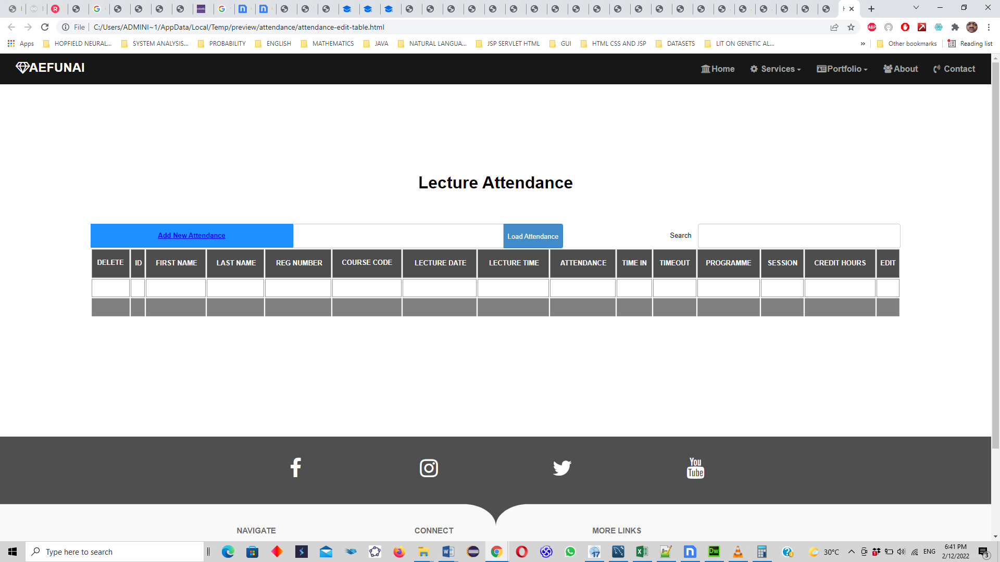 File C:/Users/ADMINI~1/AppData/Local/Temp/preview/attendance/attendance-edit-table.html
Apps HOPFIELD NEURAL... SYSTEM ANALYSIS... PROBABILITY ENGLISH MATHEMATICS JAVA NATURAL LANGUA... JSP SERVLET HTML GUI HTML CSS AND JSP DATASETS LIT ON GENETIC AL... » Other bookmarks Reading list
AEFUNAI Home Services Portfolio About Contact
Lecture Attendance
Add New Attendance Load Attendance Search
DELETE ID FIRST NAME LAST NAME REG NUMBER COURSE CODE LECTURE DATE LECTURE TIME ATTENDANCE TIME IN TIMEOUT PROGRAMME SESSION CREDIT HOURS EDIT
You
Tube
NAVIGATE CONNECT MORE LINKS
Type here to search 30°C ENG 6:41 PM
2/12/2022 3